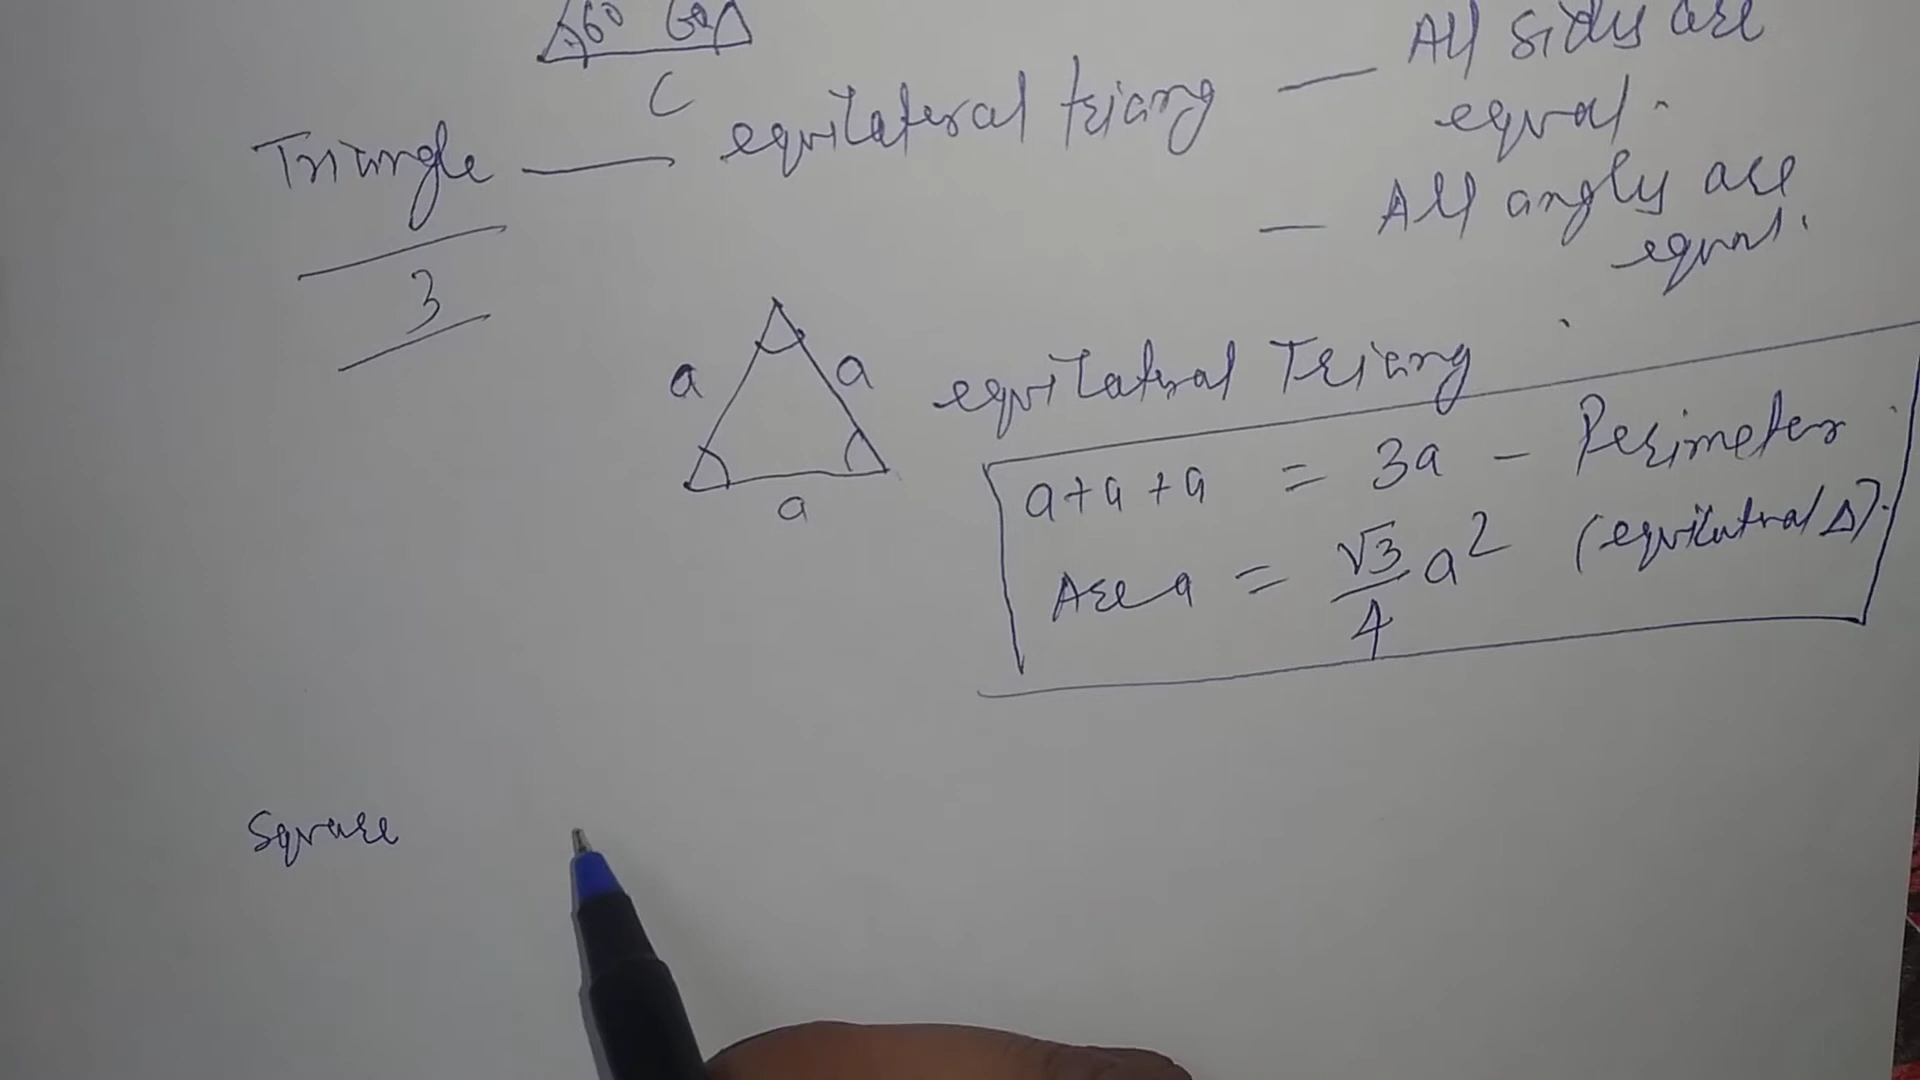 60 60
C
Triangle — equilateral triang — All sides are
equal.
— All angles are
equal.
3
a a
a
equilateral Triang
a+a+a = 3a - Perimeter
Area = √3/4 a² (equilateral Δ).
Square